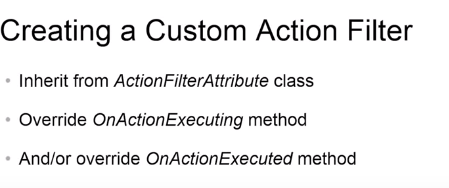 Creating a Custom Action Filter
• Inherit from ActionFilterAttribute class
• Override OnActionExecuting method
• And/or override OnActionExecuted method